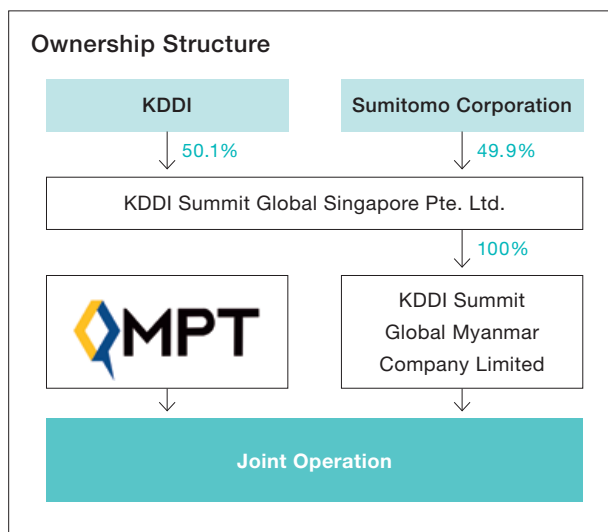 Ownership Structure
KDDI
Sumitomo Corporation
50.1%
49.9%
KDDI Summit Global Singapore Pte. Ltd.
100%
MPT
KDDI Summit
Global Myanmar
Company Limited
Joint Operation